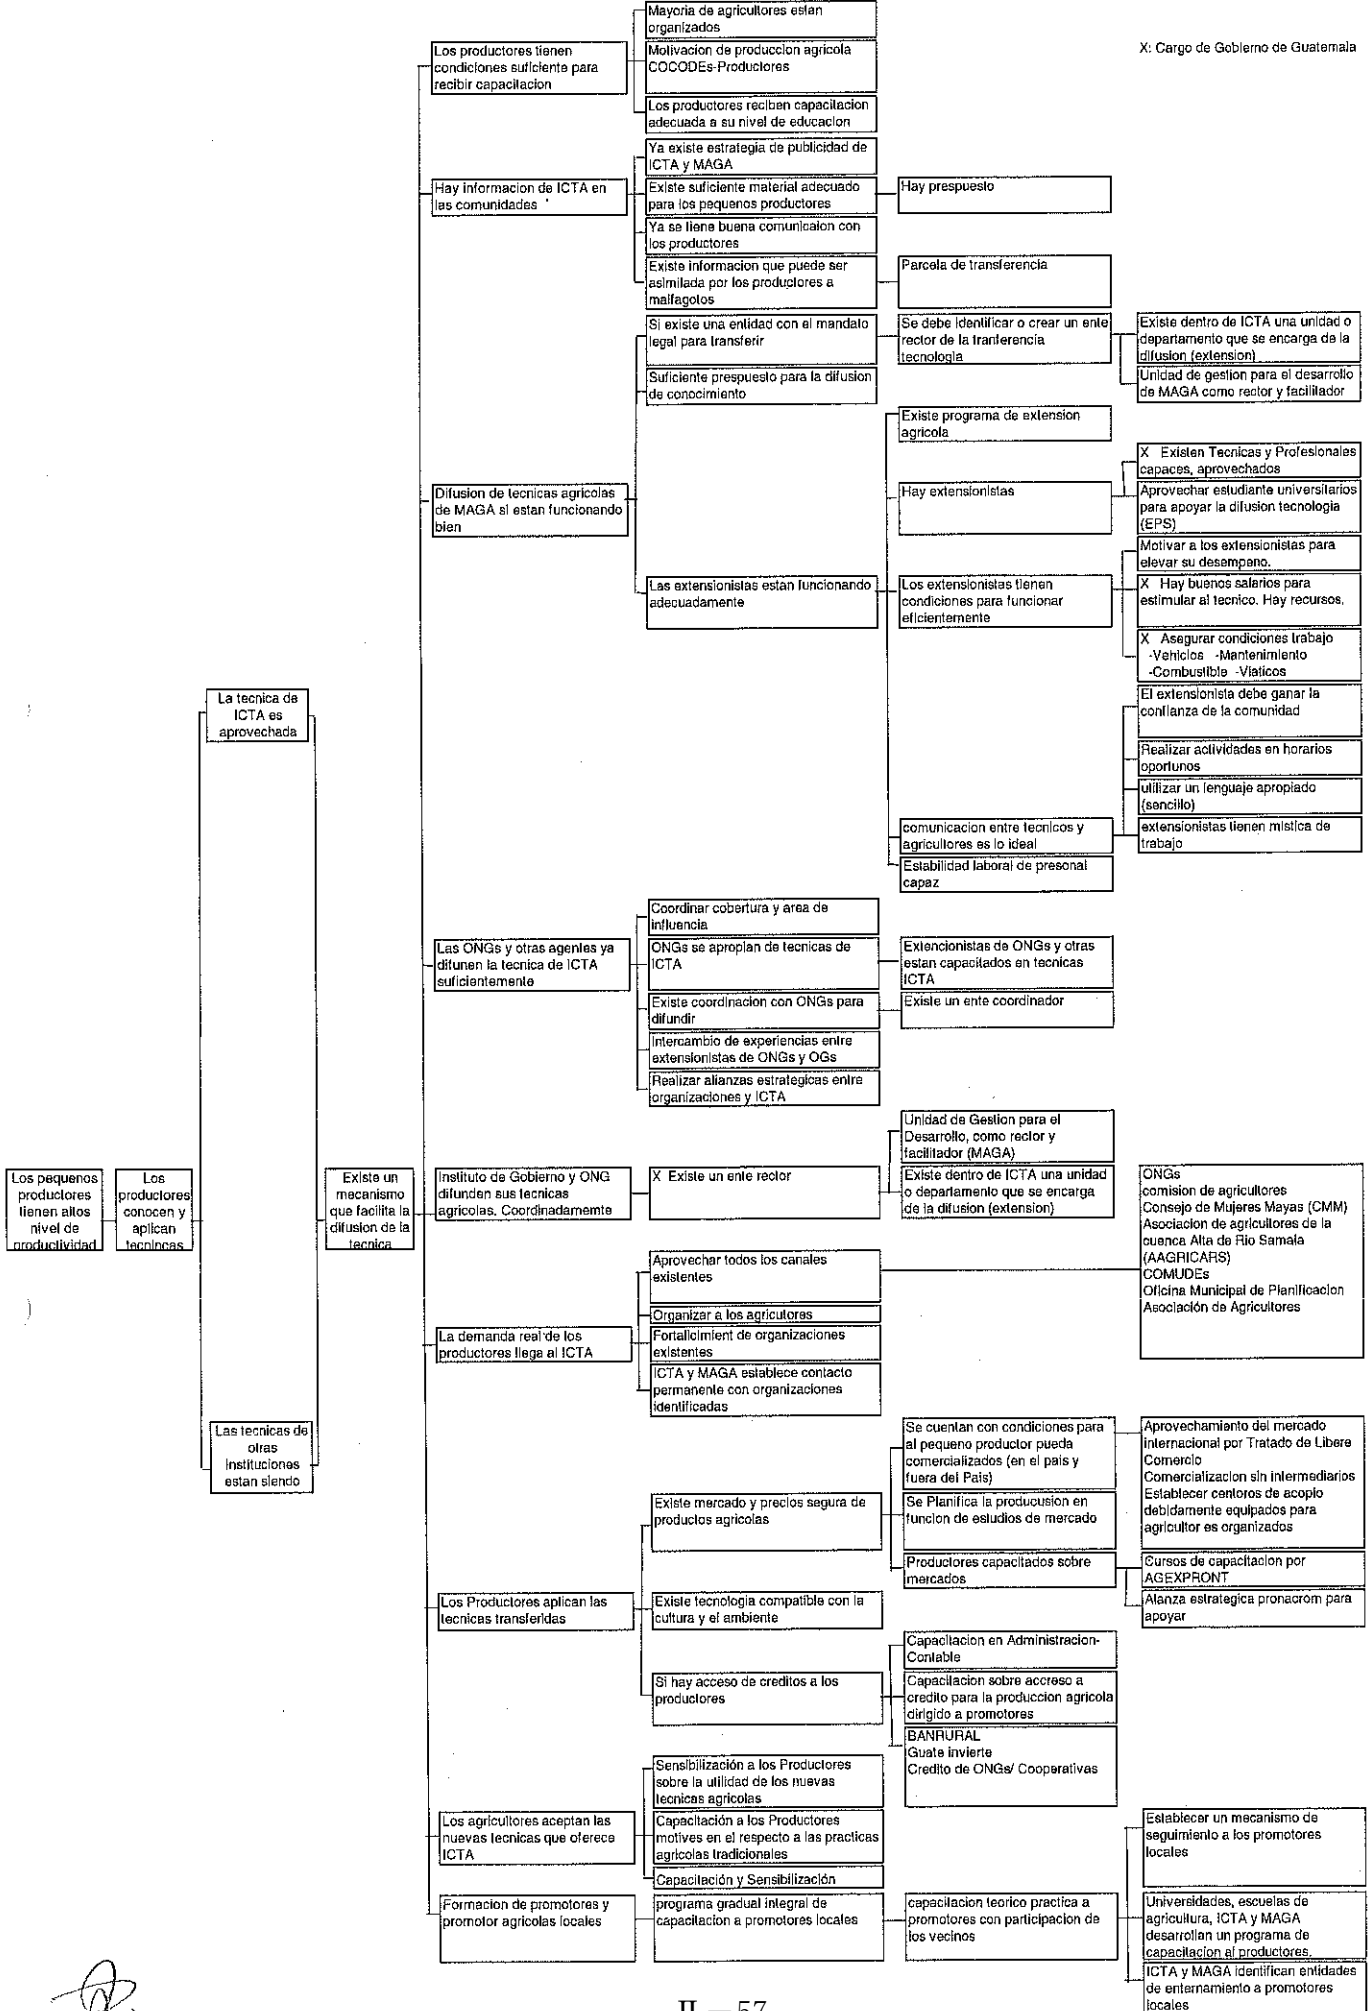 X: Cargo de Gobierno de Guatemala
Los pequenos
productores
tienen altos
nivel de
productividad
Los
productores
conocen y
aplican
tecnincas
La tecnica de
ICTA es
aprovechada
Las tecnicas de
otras
Instituciones
estan siendo
Existe un
mecanismo
que facilita la
difusion de la
tecnica
Los productores tienen
condiciones suficiente para
recibir capacitacion
Mayoria de agricultores estan
organizados
Motivacion de produccion agricola
COCODEs-Productores
Los productores reciben capacitacion
adecuada a su nivel de educacion
Hay informacion de ICTA en
las comunidades
Ya existe estrategia de publicidad de
ICTA y MAGA
Existe suficiente material adecuado
para los pequenos productores
Hay prespuesto
Ya se tiene buena comunicaion con
los productores
Existe informacion que puede ser
asimilada por los productores a
malfagotos
Parcela de transferencia
Difusion de tecnicas agricolas
de MAGA si estan funcionando
bien
Si existe una entidad con el mandato
legal para transferir
Se debe identificar o crear un ente
rector de la tranferencia
tecnologia
Existe dentro de ICTA una unidad o
departamento que se encarga de la
difusion (extension)
Unidad de gestion para el desarrollo
de MAGA como rector y facilitador
Suficiente prespuesto para la difusion
de conocimiento
Las extensionistas estan funcionando
adecuadamente
Existe programa de extension
agricola
Hay extensionistas
X Existen Tecnicas y Profesionales
capaces, aprovechados
Aprovechar estudiante universitarios
para apoyar la difusion tecnologia
(EPS)
Los extensionistas tienen
condiciones para funcionar
eficientemente
Motivar a los extensionistas para
elevar su desempeno.
X Hay buenos salarios para
estimular al tecnico. Hay recursos.
X Asegurar condiciones trabajo
-Vehiclos -Mantenimiento
-Combustible -Viaticos
comunicacion entre tecnicos y
agricultores es lo ideal
El extensionista debe ganar la
confianza de la comunidad
Realizar actividades en horarios
oportunos
utilizar un lenguaje apropiado
(sencillo)
extensionistas tienen mistica de
trabajo
Estabilidad laboral de presonal
capaz
Las ONGs y otras agentes ya
difunen la tecnica de ICTA
suficientemente
Coordinar cobertura y area de
influencia
ONGs se apropian de tecnicas de
ICTA
Extencionistas de ONGs y otras
estan capacitados en tecnicas
ICTA
Existe coordinacion con ONGs para
difundir
Existe un ente coordinador
Intercambio de experiencias entre
extensionistas de ONGs y OGs
Realizar alianzas estrategicas entre
organizaciones y ICTA
Instituto de Gobierno y ONG
difunden sus tecnicas
agricolas. Coordinadamemte
X Existe un ente rector
Unidad de Gestion para el
Desarrollo, como rector y
facilitador (MAGA)
Existe dentro de ICTA una unidad
o departamento que se encarga
de la difusion (extension)
La demanda real de los
productores llega al ICTA
Aprovechar todos los canales
existentes
ONGs
comision de agricultores
Consejo de Mujeres Mayas (CMM)
Asociacion de agricultores de la
cuenca Alta de Rio Samala
(AAGRICARS)
COMUDEs
Oficina Municipal de Planificacion
Asociación de Agricultores
Organizar a los agricutores
Fortalicimient de organizaciones
existentes
ICTA y MAGA establece contacto
permanente con organizaciones
identificadas
Los Productores aplican las
tecnicas transferidas
Existe mercado y precios segura de
productos agricolas
Se cuentan con condiciones para
al pequeno productor pueda
comercializados (en el pais y
fuera del Pais)
Aprovechamiento del mercado
internacional por Tratado de Libere
Comercio
Comercializacion sin intermediarios
Establecer centoros de acopio
debidamente equipados para
agricultor es organizados
Se Planifica la producusion en
funcion de estudios de mercado
Productores capacitados sobre
mercados
Cursos de capacitacion por
AGEXPRONT
Alanza estrategica pronacrom para
apoyar
Existe tecnologia compatible con la
cultura y el ambiente
Si hay acceso de creditos a los
productores
Capacitacion en Administracion-
Contable
Capacitacion sobre accreso a
credito para la produccion agricola
dirigido a promotores
BANRURAL
Guate invierte
Credito de ONGs/ Cooperativas
Los agricultores aceptan las
nuevas tecnicas que oferece
ICTA
Sensibilización a los Productores
sobre la utilidad de los nuevas
tecnicas agricolas
Capacitación a los Productores
motives en el respecto a las practicas
agricolas tradicionales
Capacitación y Sensibilización
Formacion de promotores y
promotor agricolas locales
programa gradual integral de
capacitacion a promotores locales
capacitacion teorico practica a
promotores con participacion de
los vecinos
Establecer un mecanismo de
seguimiento a los promotores
locales
Universidades, escuelas de
agricultura, ICTA y MAGA
desarrollan un programa de
capacitacion al productores.
ICTA y MAGA identifican entidades
de enternamiento a promotores
locales
II — 57